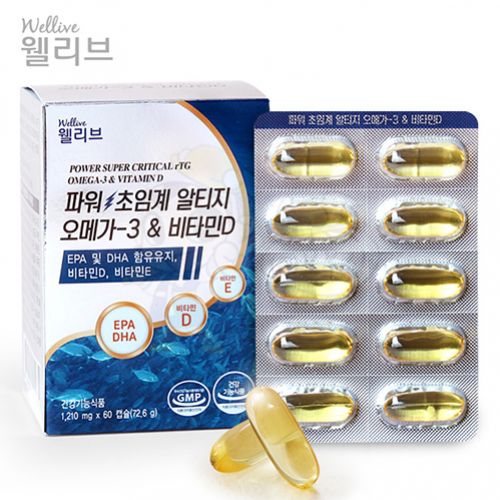 Wellive
웰리브
Wellive
웰리브
POWER SUPER CRITICAL rTG
OMEGA-3 & VITAMIN D
파워 초임계 알티지
오메가-3 & 비타민D
EPA 및 DHA 함유유지,
비타민D, 비타민E
비타민
E
비타민
D
EPA
DHA
건강기능식품
1,210 mg x 60 캡슐(72.6 g)
GMP
건강
기능식품
파워 초임계 알티지 오메가-3 & 비타민D